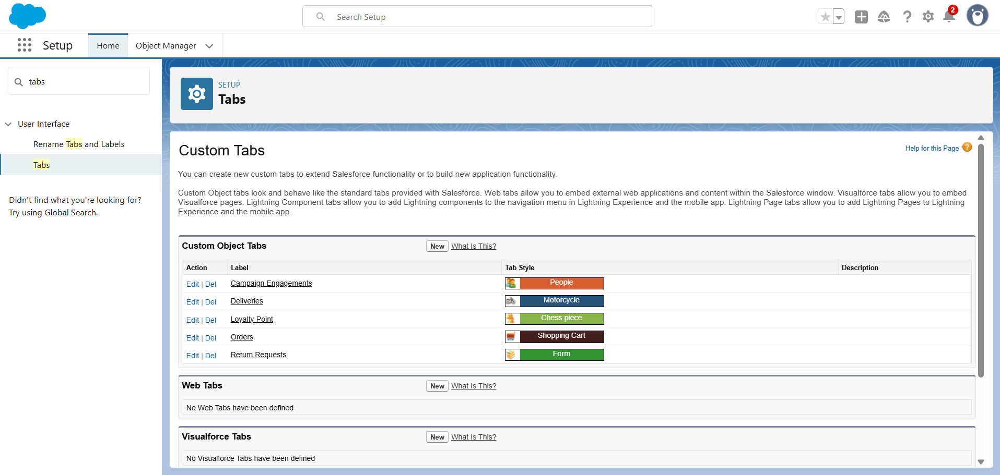 Search Setup
2
Setup
Home
Object Manager
tabs
User Interface
Rename Tabs and Labels
Tabs
Didn't find what you're looking for?
Try using Global Search.
SETUP
Tabs
Custom Tabs
Help for this Page ?
You can create new custom tabs to extend Salesforce functionality or to build new application functionality.
Custom Object tabs look and behave like the standard tabs provided with Salesforce. Web tabs allow you to embed external web applications and content within the Salesforce window. Visualforce tabs allow you to embed
Visualforce pages. Lightning Component tabs allow you to add Lightning components to the navigation menu in Lightning Experience and the mobile app. Lightning Page tabs allow you to add Lightning Pages to Lightning
Experience and the mobile app.
Custom Object Tabs New What Is This?
Action Label Tab Style Description
Edit | Del Campaign Engagements People
Edit | Del Deliveries Motorcycle
Edit | Del Loyalty Point Chess piece
Edit | Del Orders Shopping Cart
Edit | Del Return Requests Form
Web Tabs New What Is This?
No Web Tabs have been defined
Visualforce Tabs New What Is This?
No Visualforce Tabs have been defined